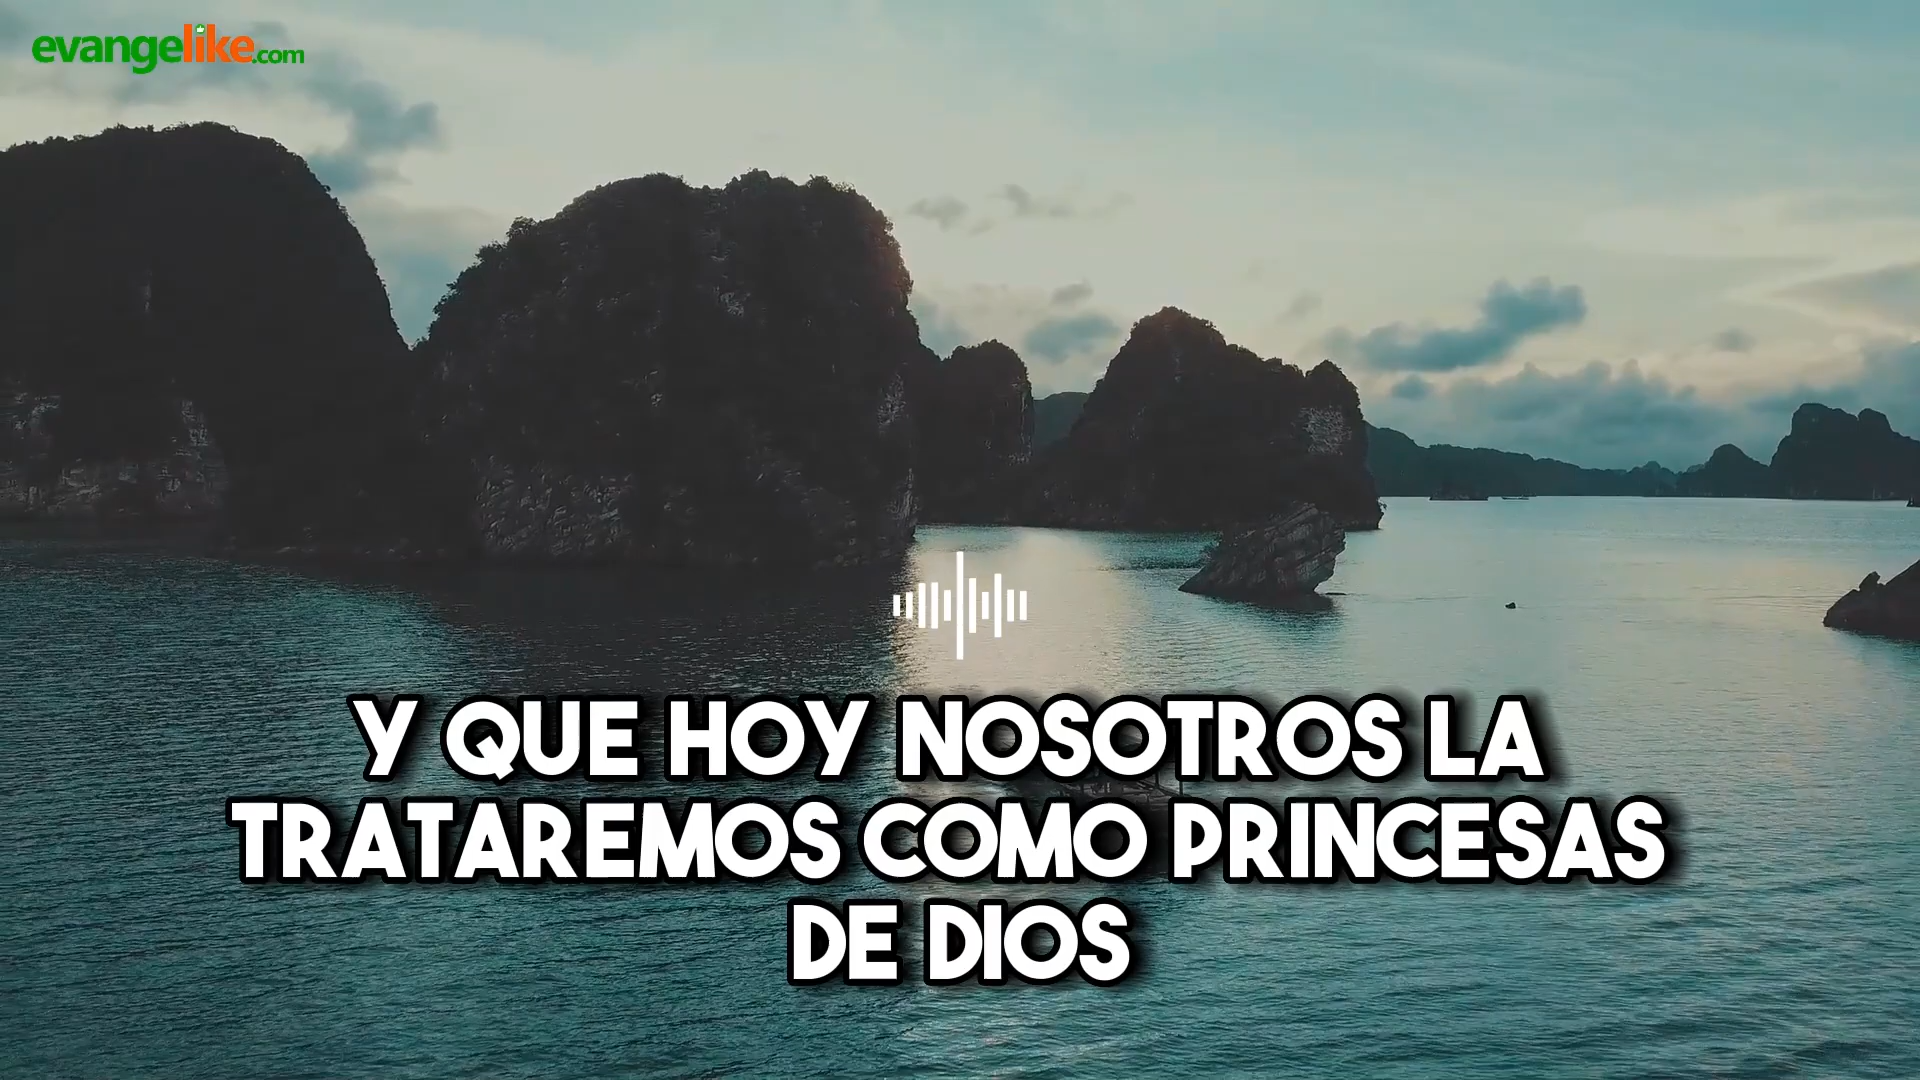 evangelike.com
Y QUE HOY NOSOTROS LA
TRATAREMOS COMO PRINCESAS
DE DIOS